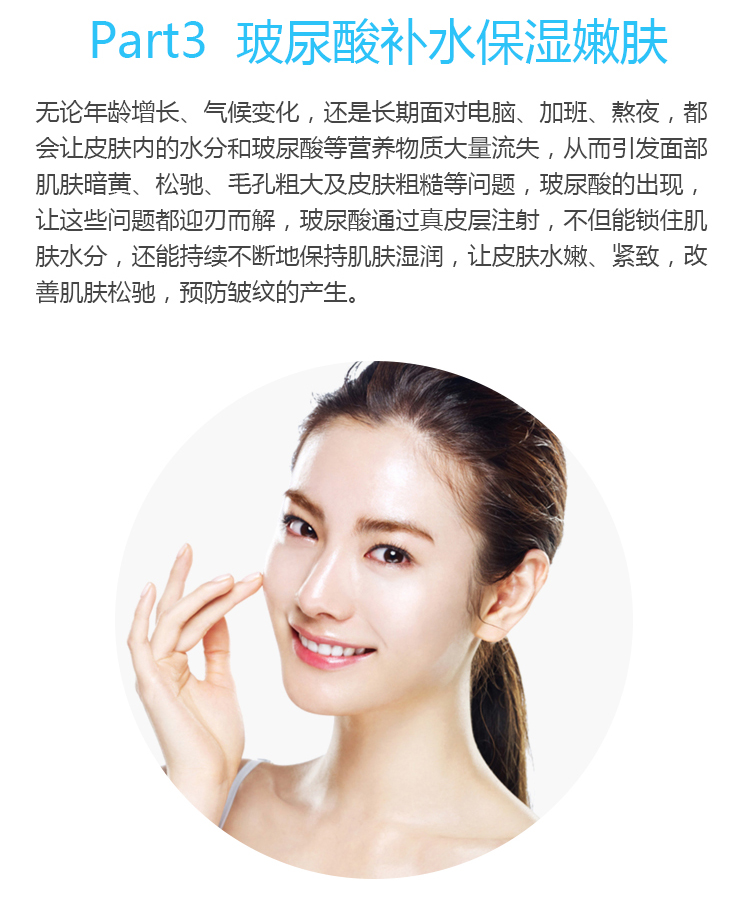 Part3 玻尿酸补水保湿嫩肤
无论年龄增长、气候变化，还是长期面对电脑、加班、熬夜，都
会让皮肤内的水分和玻尿酸等营养物质大量流失，从而引发面部
肌肤暗黄、松驰、毛孔粗大及皮肤粗糙等问题，玻尿酸的出现，
让这些问题都迎刃而解，玻尿酸通过真皮层注射，不但能锁住肌
肤水分，还能持续不断地保持肌肤湿润，让皮肤水嫩、紧致，改
善肌肤松驰，预防皱纹的产生。